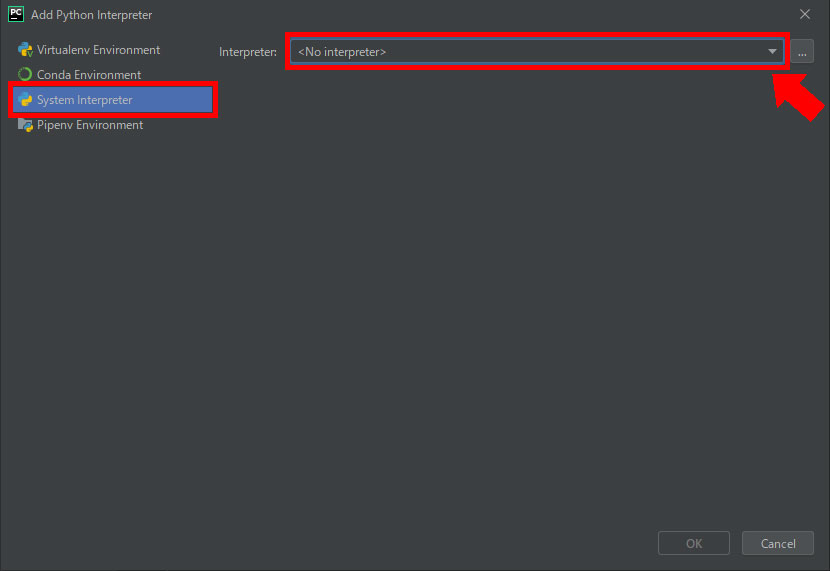 PC Add Python Interpreter
Virtualenv Environment
Conda Environment
System Interpreter
Pipenv Environment
Interpreter: <No interpreter> ...
OK Cancel